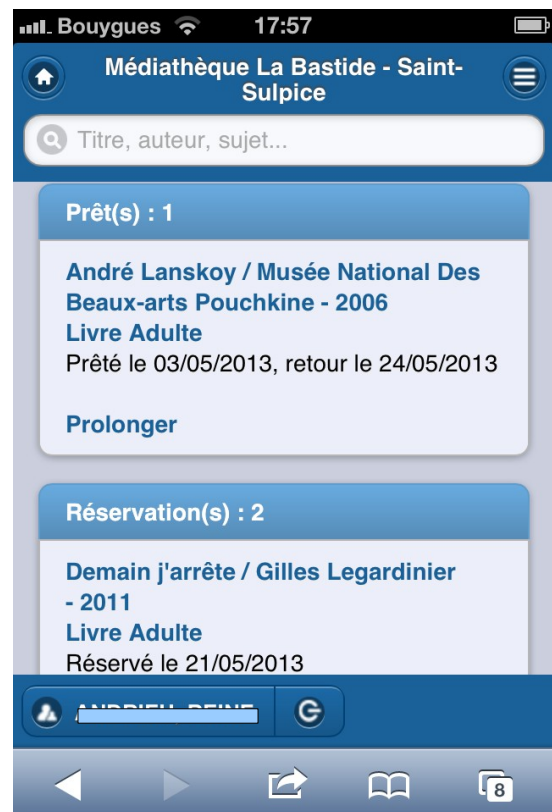 Bouygues 17:57
Médiathèque La Bastide - Saint-
Sulpice
Titre, auteur, sujet...
Prêt(s) : 1
André Lanskoy / Musée National Des
Beaux-arts Pouchkine - 2006
Livre Adulte
Prêté le 03/05/2013, retour le 24/05/2013
Prolonger
Réservation(s) : 2
Demain j'arrête / Gilles Legardinier
- 2011
Livre Adulte
Réservé le 21/05/2013
8